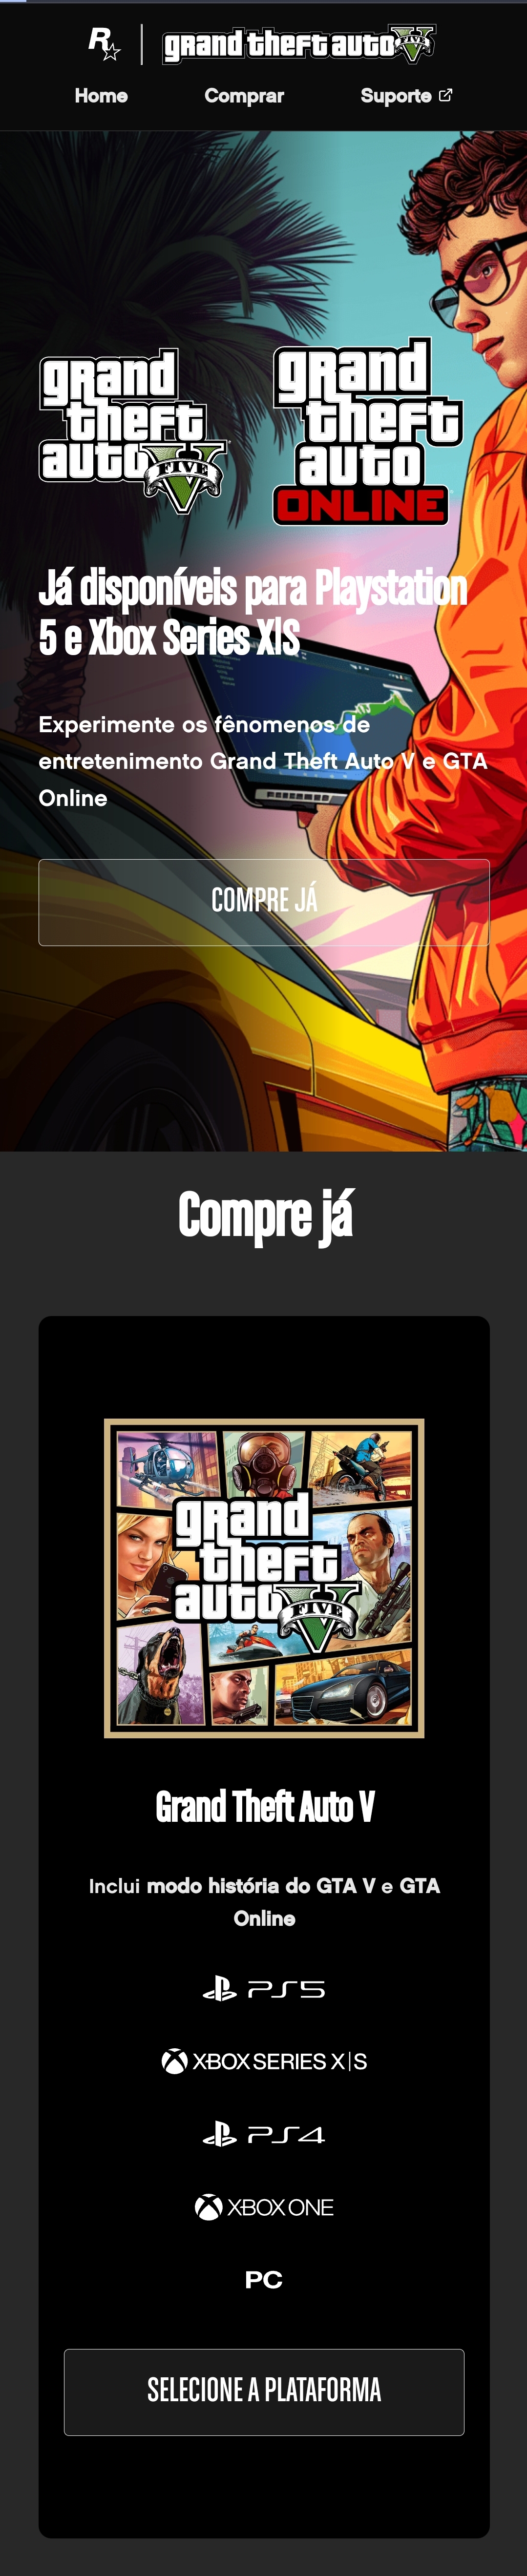 R
grand theft auto V
FIVE
Home Comprar Suporte
grand
theft
auto V
FIVE
grand
theft
auto
ONLINE
Já disponíveis para Playstation
5 e Xbox Series X|S
Experimente os fênomenos de
entretenimento Grand Theft Auto V e GTA
Online
COMPRE JÁ
Compre já
grand
theft
auto V
FIVE
Grand Theft Auto V
Inclui modo história do GTA V e GTA
Online
PS5
XBOX SERIES X|S
PS4
XBOX ONE
PC
SELECIONE A PLATAFORMA